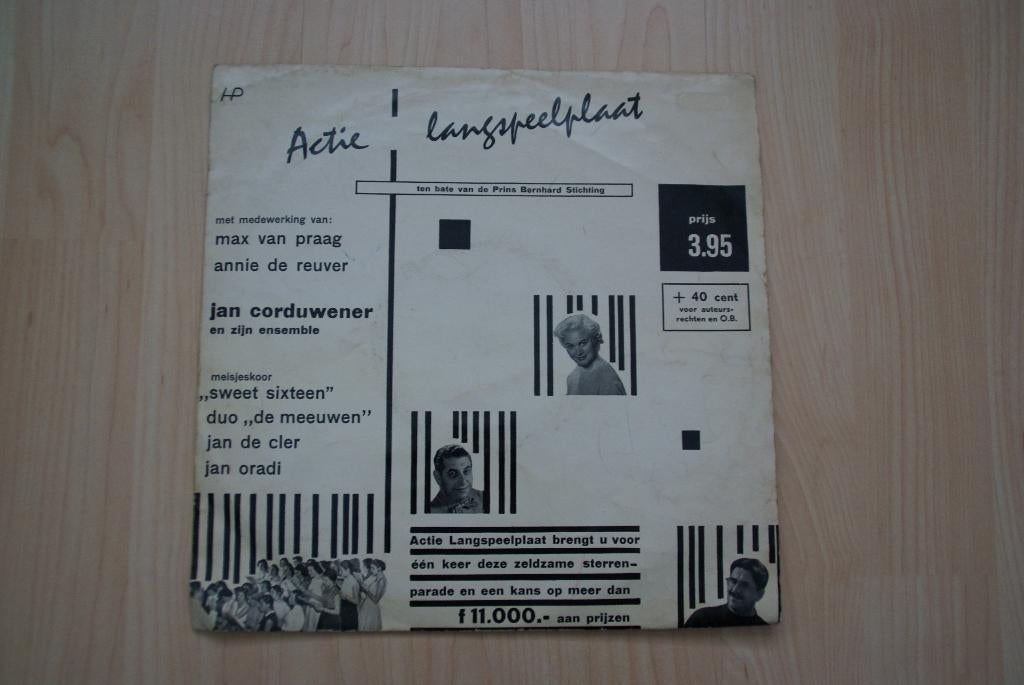 HP
Actie langspeelplaat
ten bate van de Prins Bernhard Stichting
met medewerking van:
max van praag
annie de reuver
jan corduwener
en zijn ensemble
meisjeskoor
„sweet sixteen”
duo „de meeuwen”
jan de cler
jan oradi
prijs
3.95
+ 40 cent
voor auteurs-
rechten en O.B.
Actie Langspeelplaat brengt u voor
één keer deze zeldzame sterren-
parade en een kans op meer dan
f 11.000.- aan prijzen